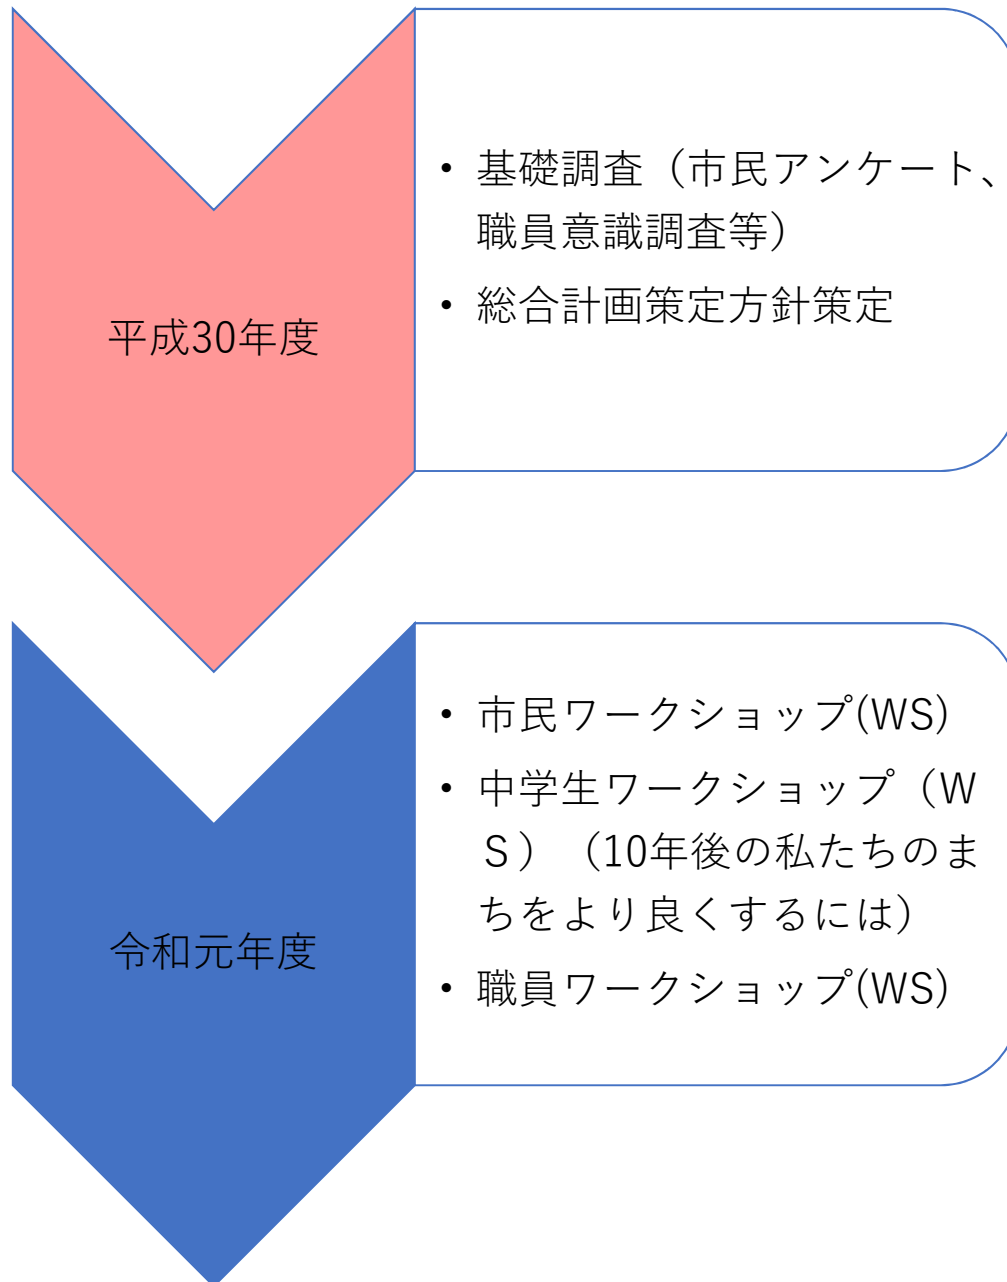 平成30年度
• 基礎調査（市民アンケート、
職員意識調査等）
• 総合計画策定方針策定
令和元年度
• 市民ワークショップ(WS)
• 中学生ワークショップ（W
Ｓ）（10年後の私たちのま
ちをより良くするには）
• 職員ワークショップ(WS)